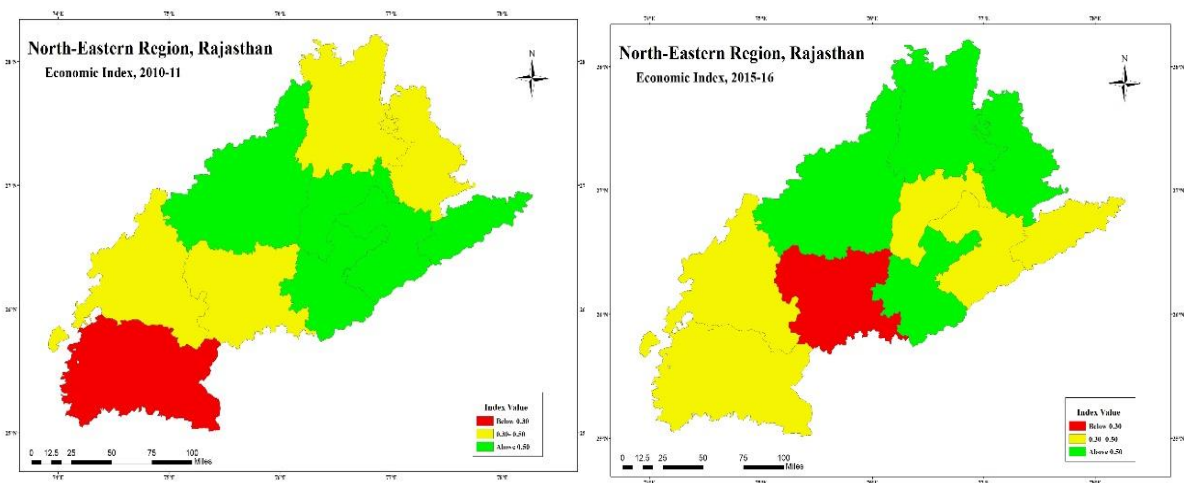 North-Eastern Region, Rajasthan
Economic Index, 2010-11
N
Index Value
Below 0.30
0.30-0.50
Above 0.50
0 12.5 25 50 75 100
Miles
North-Eastern Region, Rajasthan
Economic Index, 2015-16
N
Index Value
Below 0.30
0.30-0.50
Above 0.50
0 12.5 25 50 75 100
Miles